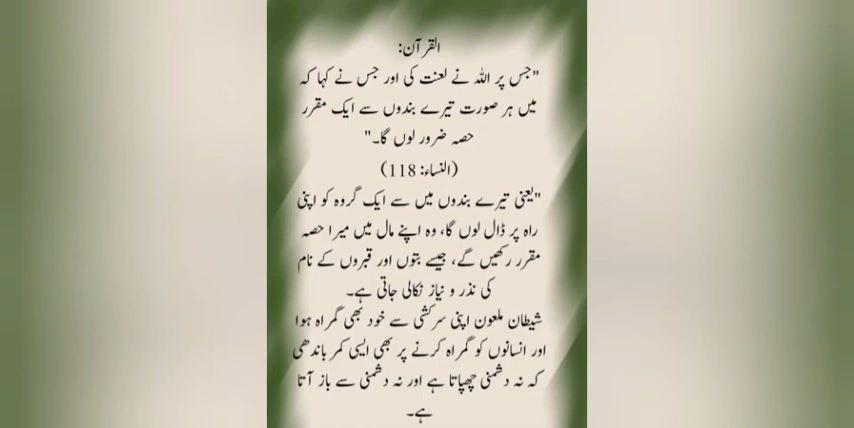 القرآن:
"جس پر اللہ نے لعنت کی اور جس نے کہا کہ
میں ہر صورت تیرے بندوں سے ایک مقرر
حصہ ضرور لوں گا۔"
(النساء: 118)
"یعنی تیرے بندوں میں سے ایک گروہ کو اپنی
راہ پر ڈال لوں گا، وہ اپنے مال میں میرا حصہ
مقرر رکھیں گے، جیسے بتوں اور قبروں کے نام
کی نذر و نیاز نکالی جاتی ہے۔
شیطان ملعون اپنی سرکشی سے خود بھی گمراہ ہوا
اور انسانوں کو گمراہ کرنے پر بھی ایسی کمر باندھی
کہ نہ دشمنی چھپاتا ہے اور نہ دشمنی سے باز آتا
ہے۔